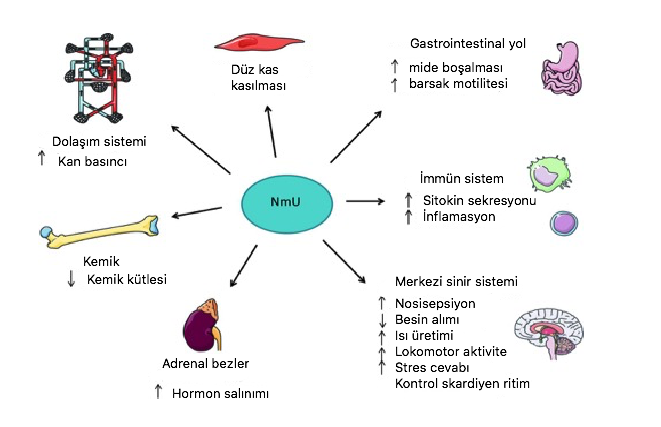 Gastrointestinal yol
↑ mide boşalması
↑ barsak motilitesi
Düz kas
kasılması
Dolaşım sistemi
↑ Kan basıncı
İmmün sistem
↑ Sitokin sekresyonu
↑ İnflamasyon
NmU
Kemik
↓ Kemik kütlesi
Merkezi sinir sistemi
↑ Nosisepsiyon
↓ Besin alımı
↑ Isı üretimi
↑ Lokomotor aktivite
↑ Stres cevabı
Kontrol skardiyen ritim
Adrenal bezler
↑ Hormon salınımı